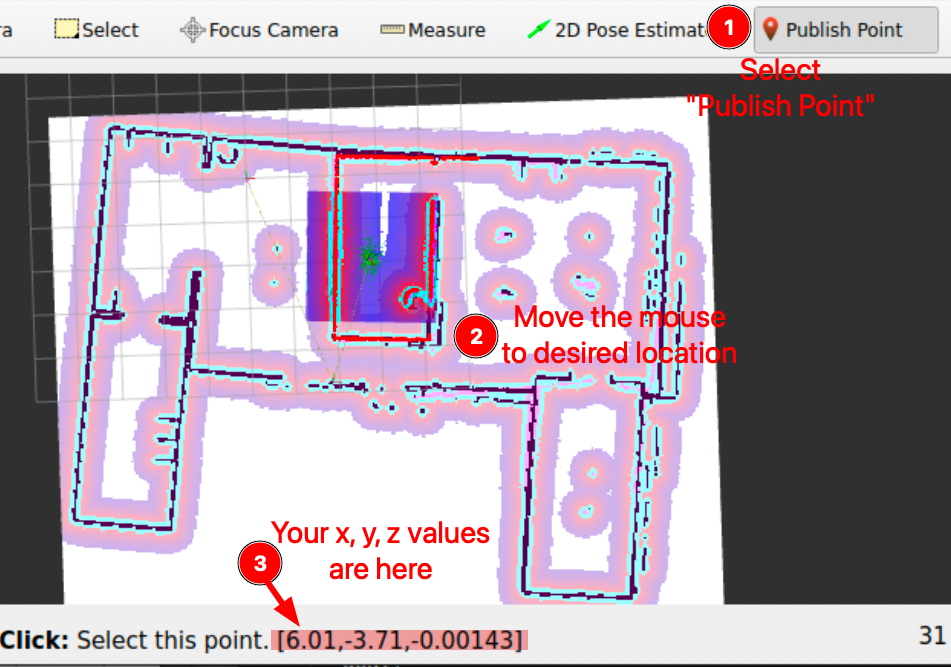 ra Select Focus Camera Measure 2D Pose Estimat 1 Publish Point
Select
"Publish Point"
2 Move the mouse
to desired location
Your x, y, z values
3 are here
Click: Select this point. [6.01,-3.71,-0.00143] 31